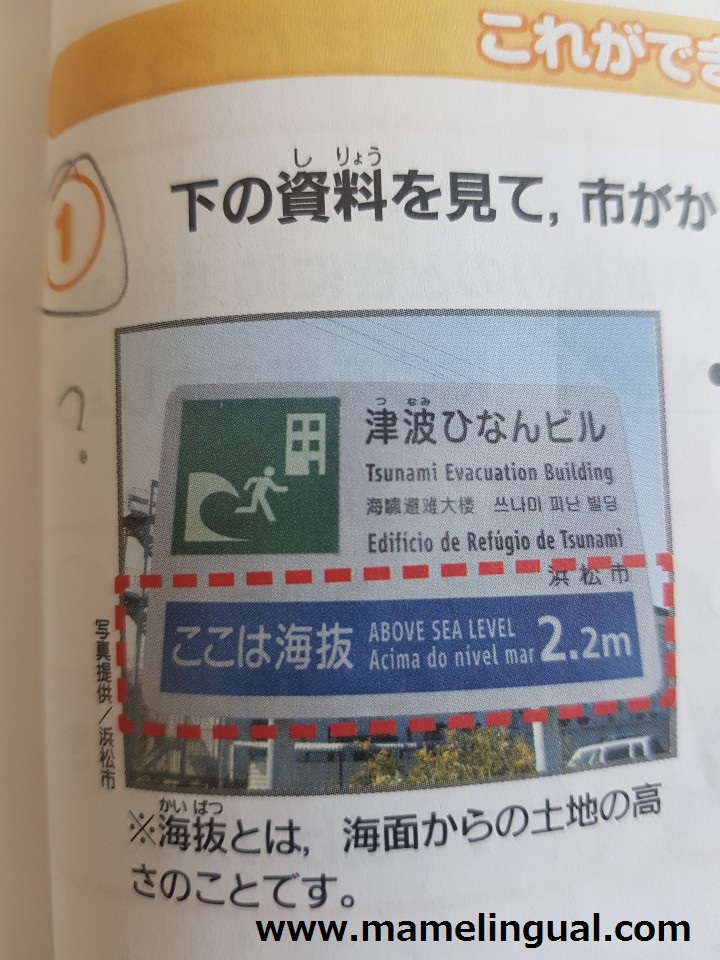 これができ
1
しりょう
下の資料を見て，市がか
?
つなみ
津波ひなんビル
Tsunami Evacuation Building
海啸避难大楼 쓰나미 피난 빌딩
Edifício de Refúgio de Tsunami
浜松市
ここは海抜 ABOVE SEA LEVEL 2.2m
Acima do nível mar
写真提供／浜松市
かいばつ
※海抜とは，海面からの土地の高
さのことです。
www.mamelingual.com